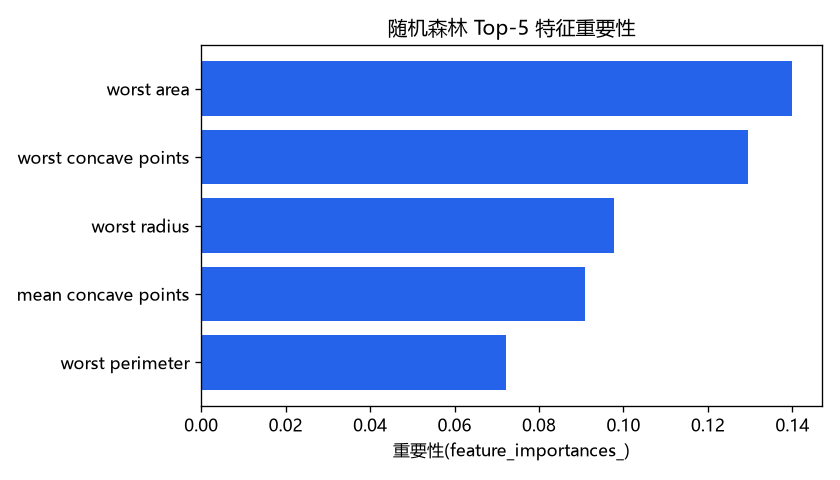 随机森林 Top-5 特征重要性
worst area
worst concave points
worst radius
mean concave points
worst perimeter
0.00 0.02 0.04 0.06 0.08 0.10 0.12 0.14
重要性(feature_importances_)